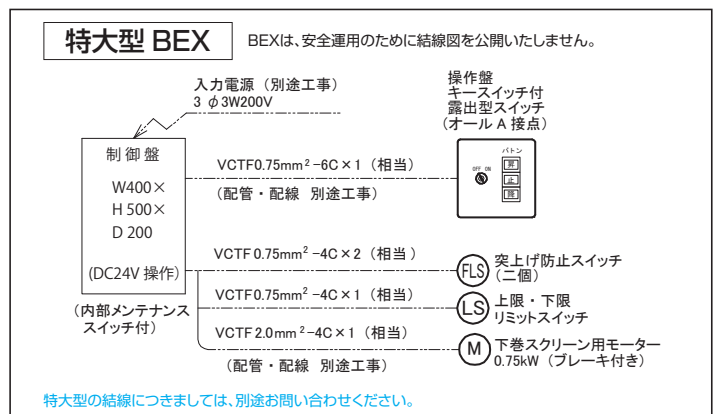 特大型 BEX
BEXは、安全運用のために結線図を公開いたしません。
入力電源（別途工事）
3 φ3W200V
操作盤
キースイッチ付
露出型スイッチ
（オール A 接点）
制御盤
W400×
H500×
D 200
(DC24V 操作)
（内部メンテナンス
スイッチ付）
VCTF0.75mm²-6C×1（相当）
（配管・配線 別途工事）
バトン
OFF ON
昇
止
降
VCTF0.75mm²-4C×2（相当）
FLS
突上げ防止スイッチ
（二個）
VCTF0.75mm²-4C×1（相当）
LS
上限・下限
リミットスイッチ
VCTF2.0mm²-4C×1（相当）
M
下巻スクリーン用モーター
0.75kW（ブレーキ付き）
（配管・配線 別途工事）
特大型の結線につきましては、別途お問い合わせください。